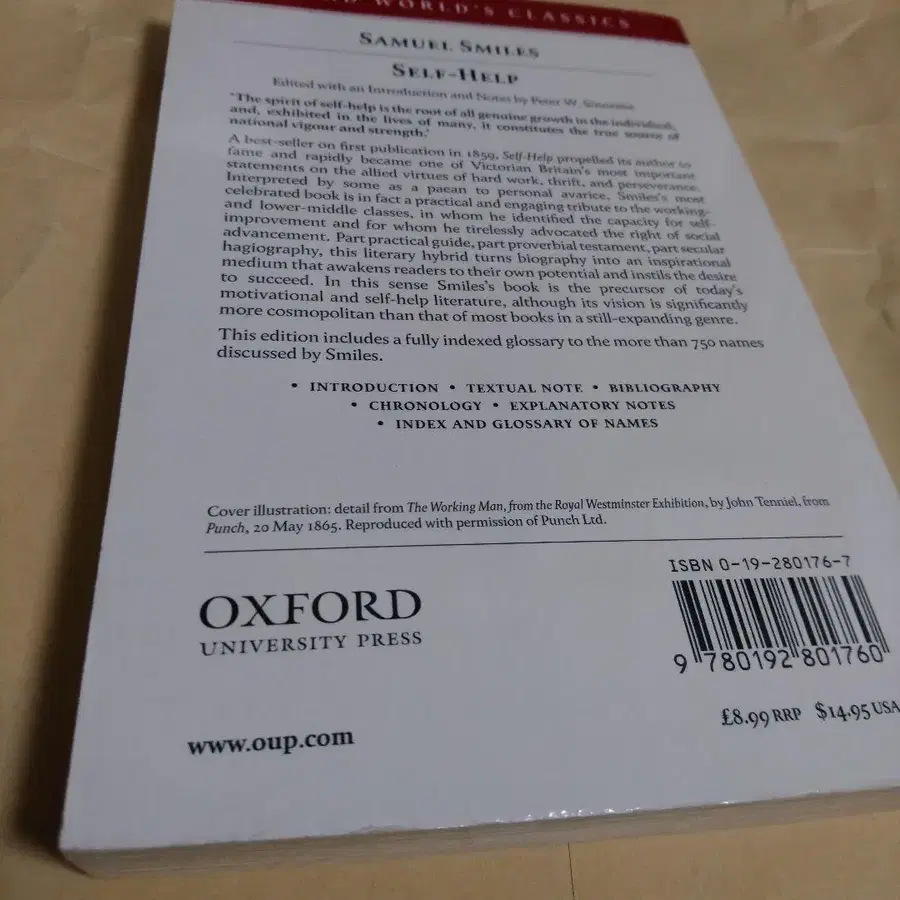 WORLD'S CLASSICS
SAMUEL SMILES
SELF-HELP
Edited with an Introduction and Notes by Peter W. Sinnema
'The spirit of self-help is the root of all genuine growth in the individual;
and, exhibited in the lives of many, it constitutes the true source of
national vigour and strength.'
A best-seller on first publication in 1859, Self-Help propelled its author to
fame and rapidly became one of Victorian Britain's most important
statements on the allied virtues of hard work, thrift, and perseverance.
Interpreted by some as a paean to personal avarice, Smiles's most
celebrated book is in fact a practical and engaging tribute to the working-
and lower-middle classes, in whom he identified the capacity for self-
improvement and for whom he tirelessly advocated the right of social
advancement. Part practical guide, part proverbial testament, part secular
hagiography, this literary hybrid turns biography into an inspirational
medium that awakens readers to their own potential and instils the desire
to succeed. In this sense Smiles's book is the precursor of today's
motivational and self-help literature, although its vision is significantly
more cosmopolitan than that of most books in a still-expanding genre.
This edition includes a fully indexed glossary to the more than 750 names
discussed by Smiles.
• INTRODUCTION • TEXTUAL NOTE • BIBLIOGRAPHY
• CHRONOLOGY • EXPLANATORY NOTES
• INDEX AND GLOSSARY OF NAMES
Cover illustration: detail from The Working Man, from the Royal Westminster Exhibition, by John Tenniel, from
Punch, 20 May 1865. Reproduced with permission of Punch Ltd.
ISBN 0-19-280176-7
OXFORD
UNIVERSITY PRESS
9 780192 801760
£8.99 RRP $14.95 USA
www.oup.com